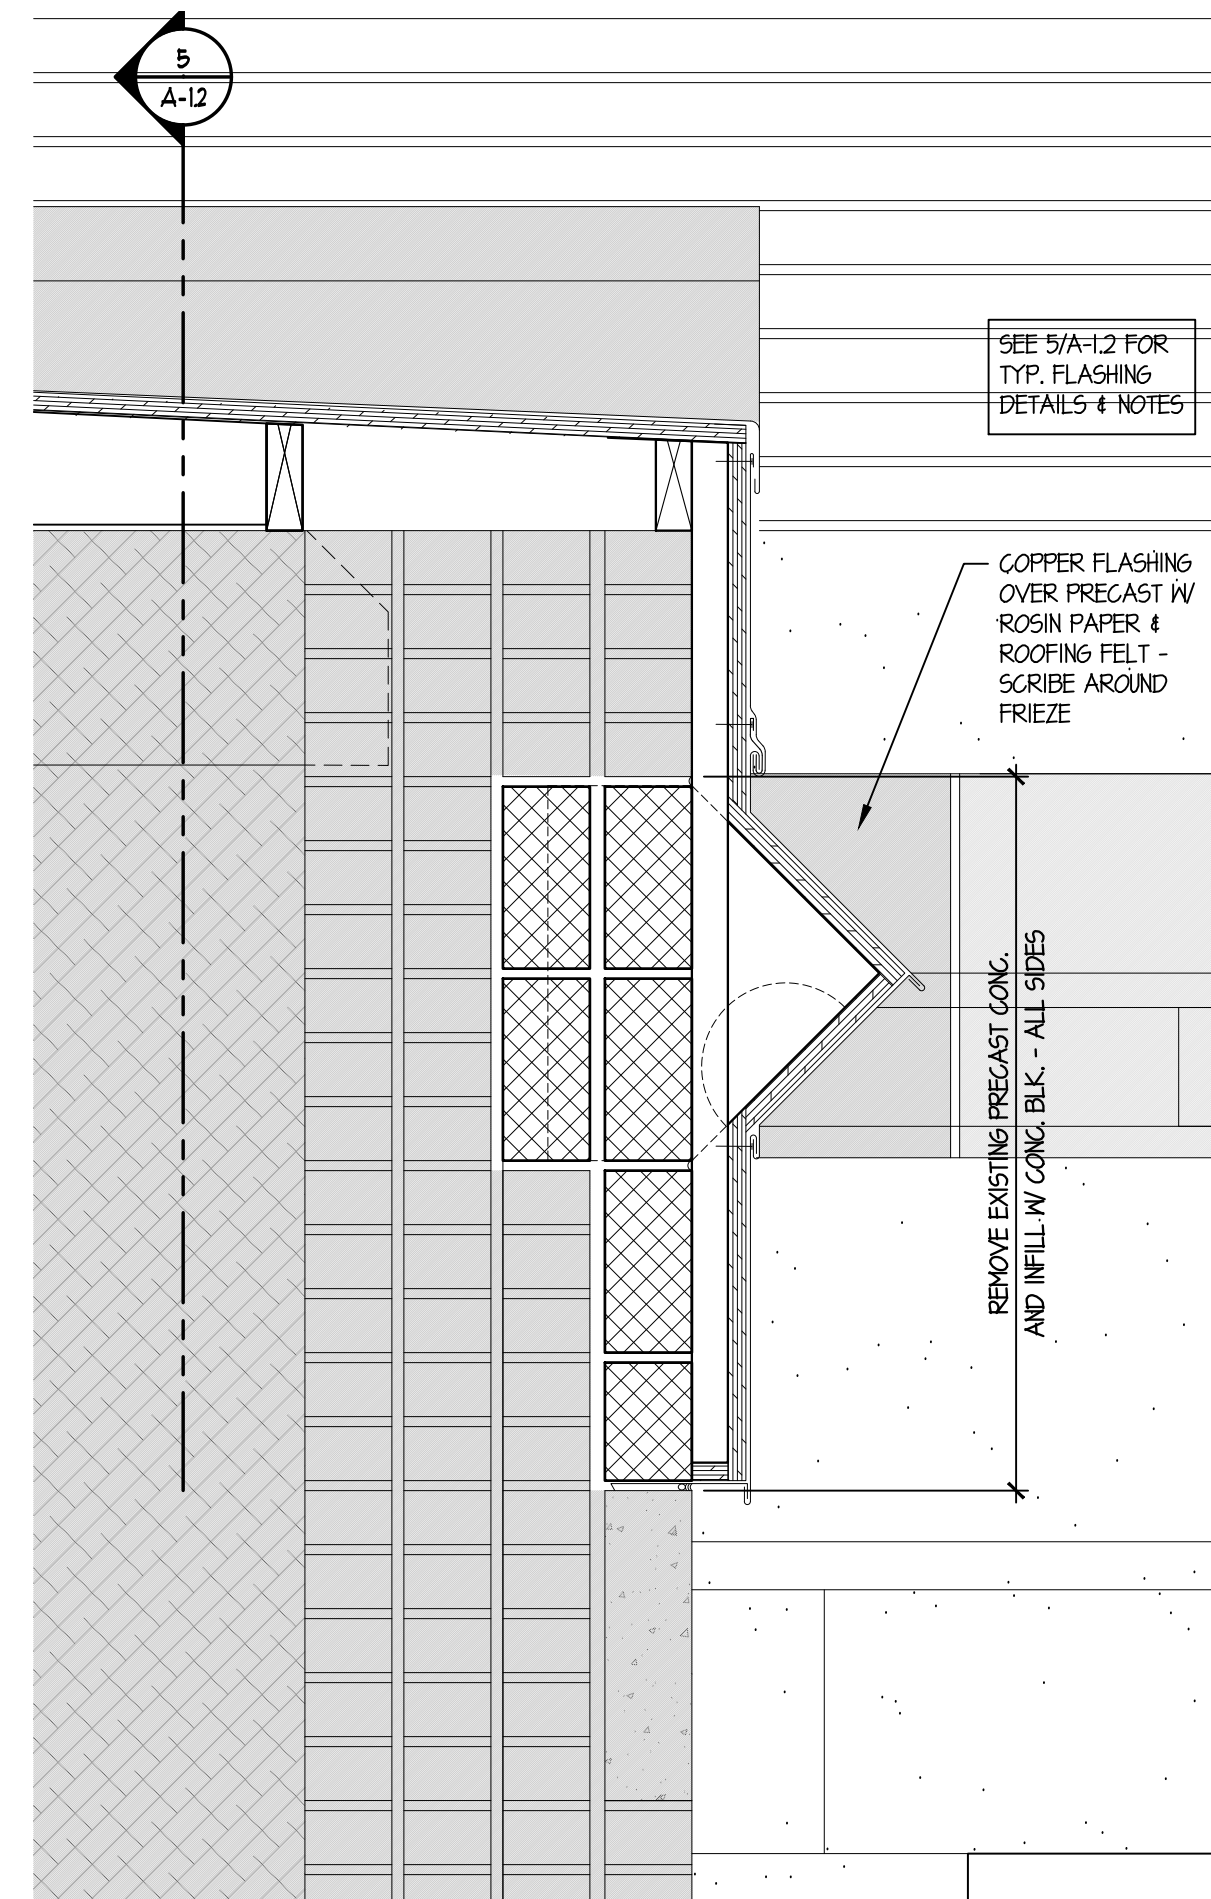 5
A-1.2
SEE 5/A-1.2 FOR
TYP. FLASHING
DETAILS & NOTES
COPPER FLASHING
OVER PRECAST W/
ROSIN PAPER &
ROOFING FELT -
SCRIBE AROUND
FRIEZE
REMOVE EXISTING PRECAST CONC.
AND INFILL W/ CONC. BLK. - ALL SIDES